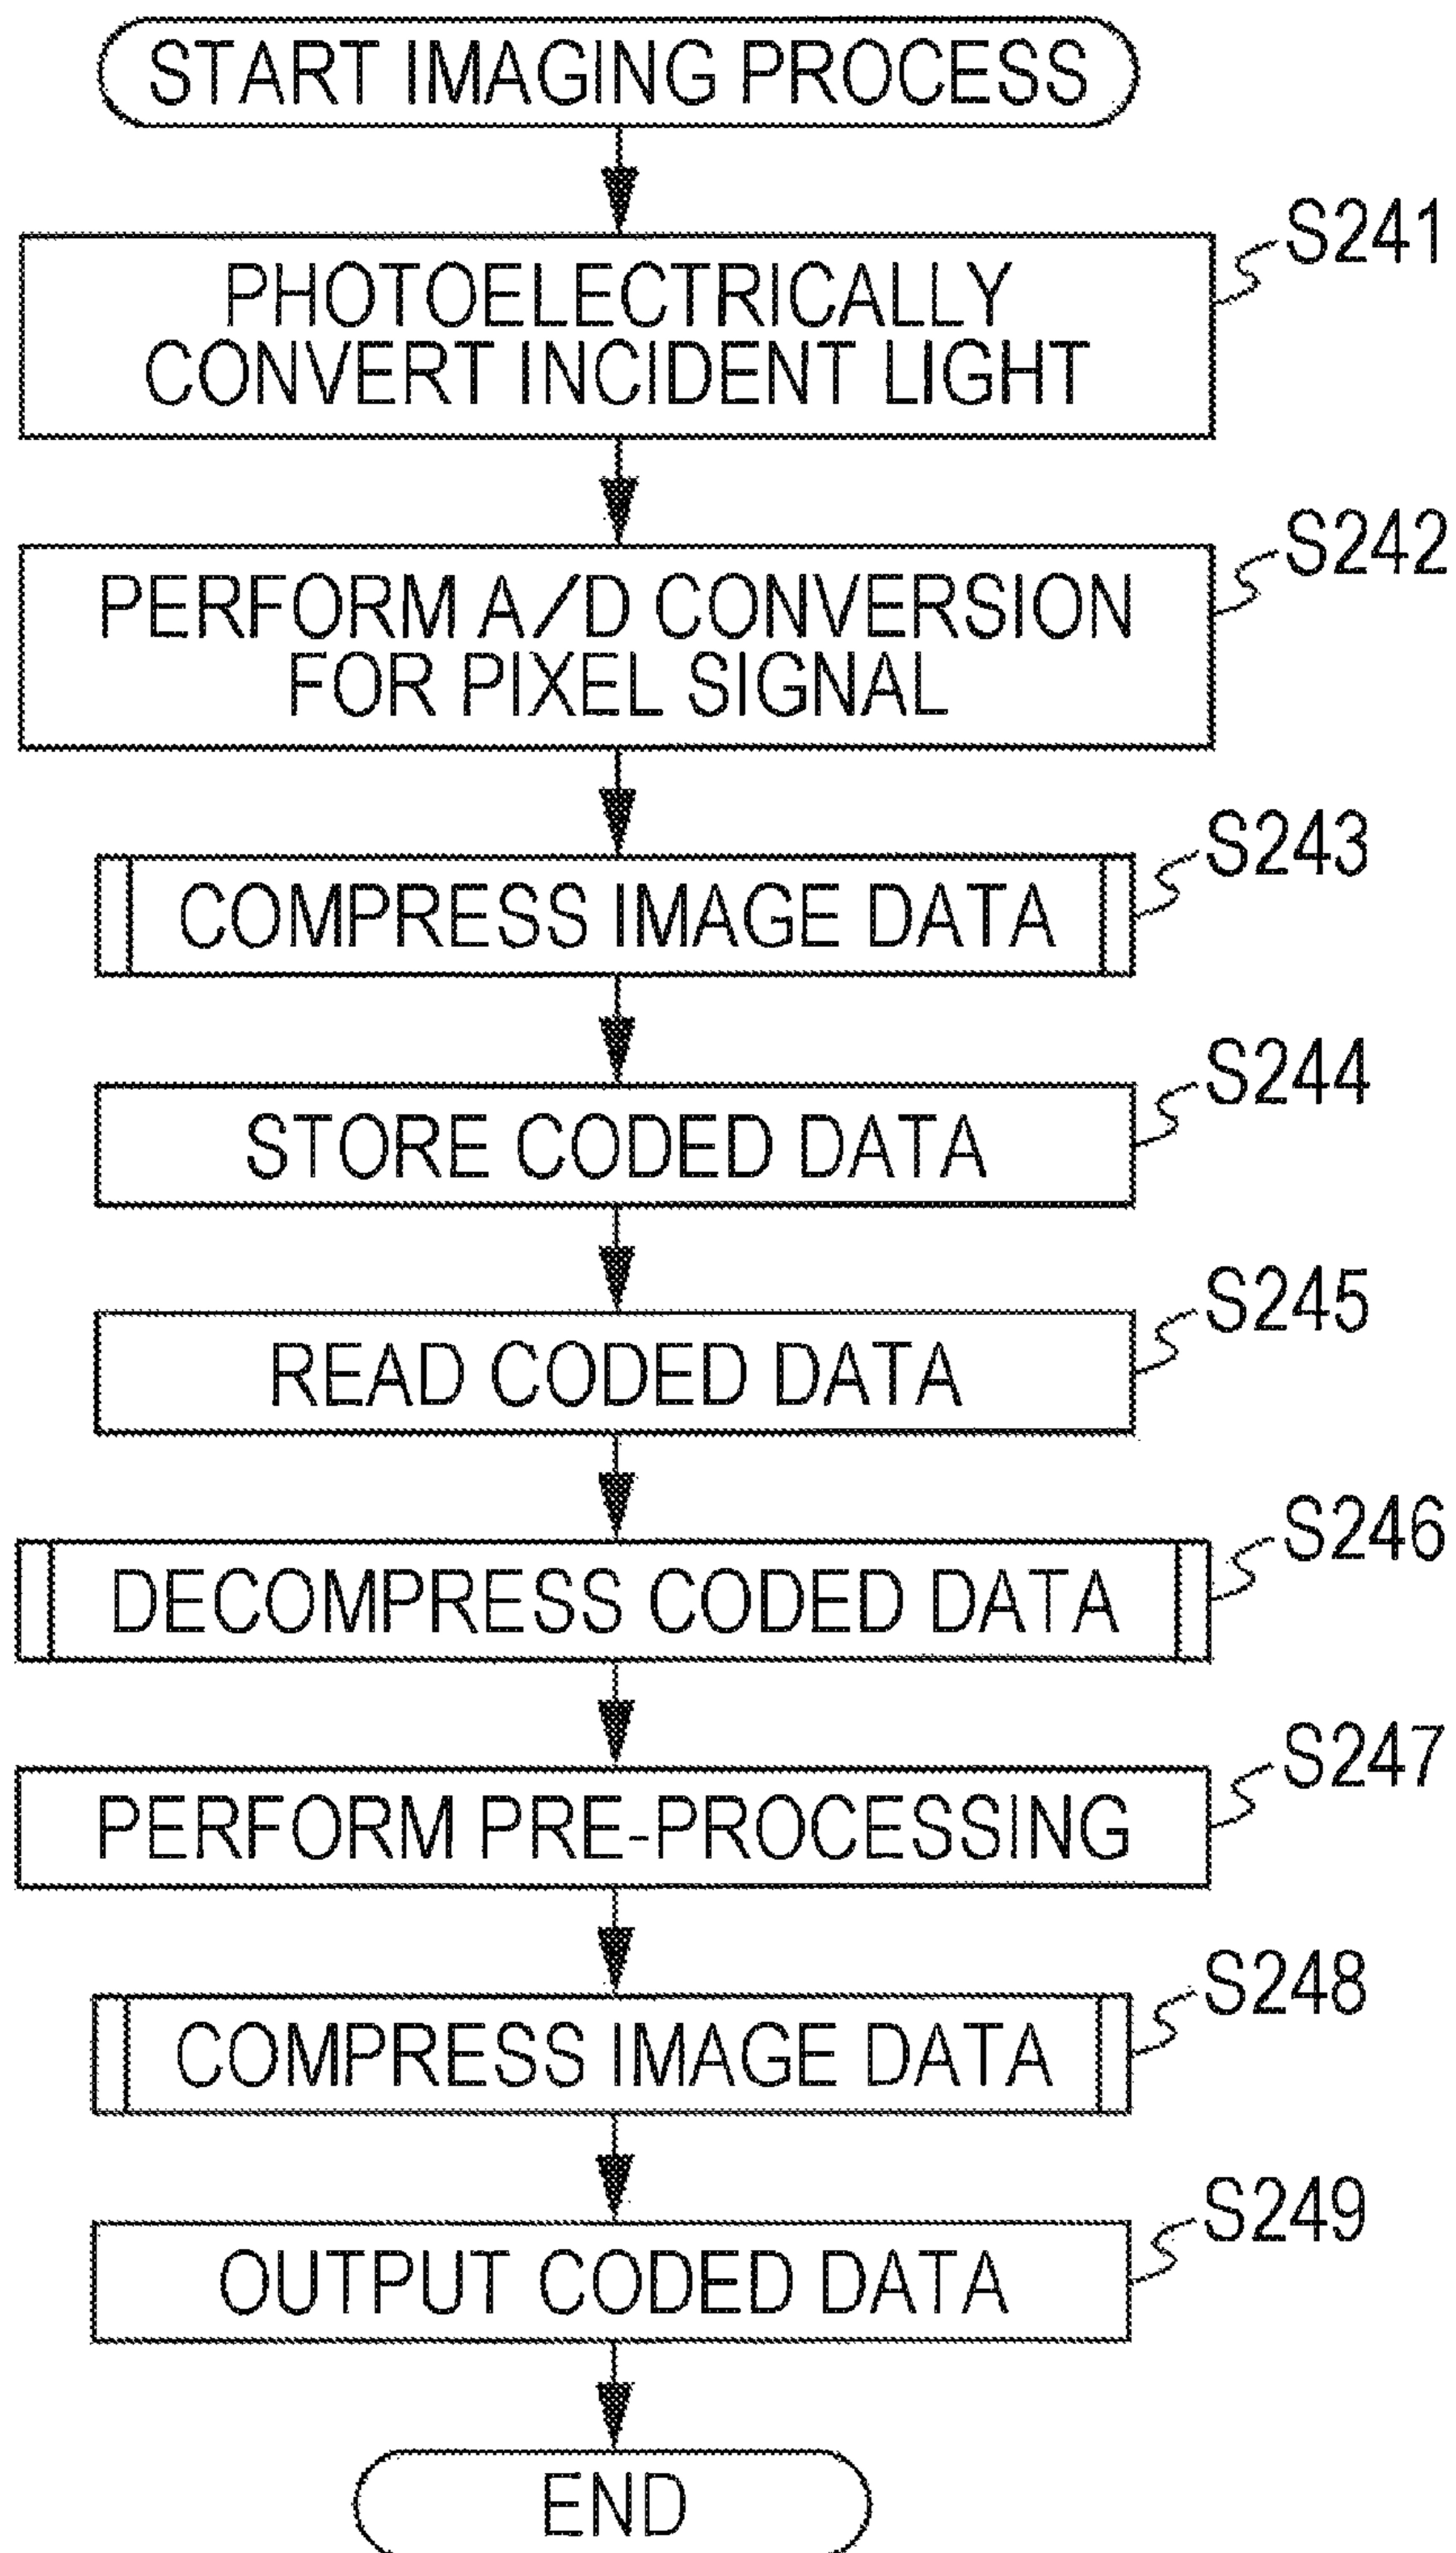 START IMAGING PROCESS
S241
PHOTOELECTRICALLY
CONVERT INCIDENT LIGHT
S242
PERFORM A/D CONVERSION
FOR PIXEL SIGNAL
S243
COMPRESS IMAGE DATA
S244
STORE CODED DATA
S245
READ CODED DATA
S246
DECOMPRESS CODED DATA
S247
PERFORM PRE-PROCESSING
S248
COMPRESS IMAGE DATA
S249
OUTPUT CODED DATA
END